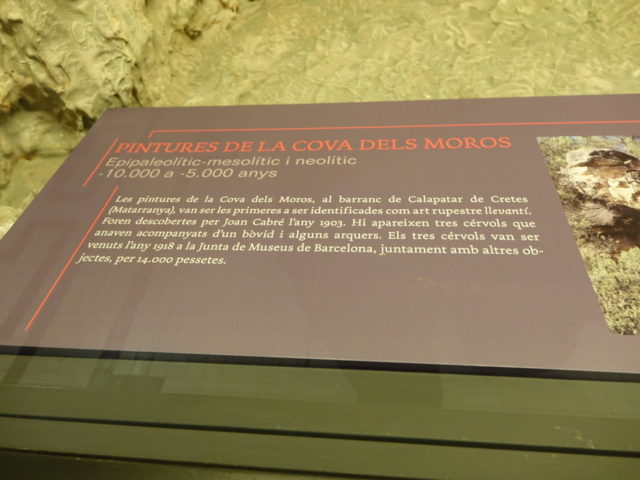 PINTURES DE LA COVA DELS MOROS
Epipaleolític-mesolític i neolític
-10.000 a -5.000 anys
Les pintures de la Cova dels Moros, al barranc de Calapatar de Cretes
(Matarranya), van ser les primeres a ser identificades com art rupestre llevantí.
Foren descobertes per Joan Cabré l'any 1903. Hi apareixen tres cérvols que
anaven acompanyats d'un bòvid i alguns arquers. Els tres cérvols van ser
venuts l'any 1918 a la Junta de Museus de Barcelona, juntament amb altres ob-
jectes, per 14.000 pessetes.